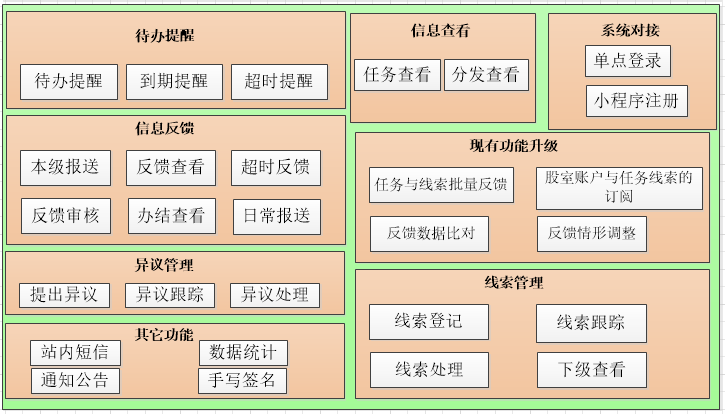 待办提醒
待办提醒
到期提醒
超时提醒
信息查看
任务查看
分发查看
系统对接
单点登录
小程序注册
信息反馈
本级报送
反馈查看
超时反馈
反馈审核
办结查看
日常报送
现有功能升级
任务与线索批量反馈
股室账户与任务线索的
订阅
反馈数据比对
反馈情形调整
异议管理
提出异议
异议跟踪
异议处理
线索管理
线索登记
线索跟踪
线索处理
下级查看
其它功能
站内短信
数据统计
通知公告
手写签名